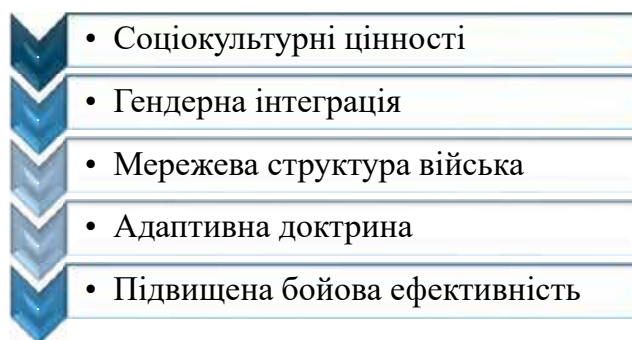 • Соціокультурні цінності
• Гендерна інтеграція
• Мережева структура війська
• Адаптивна доктрина
• Підвищена бойова ефективність